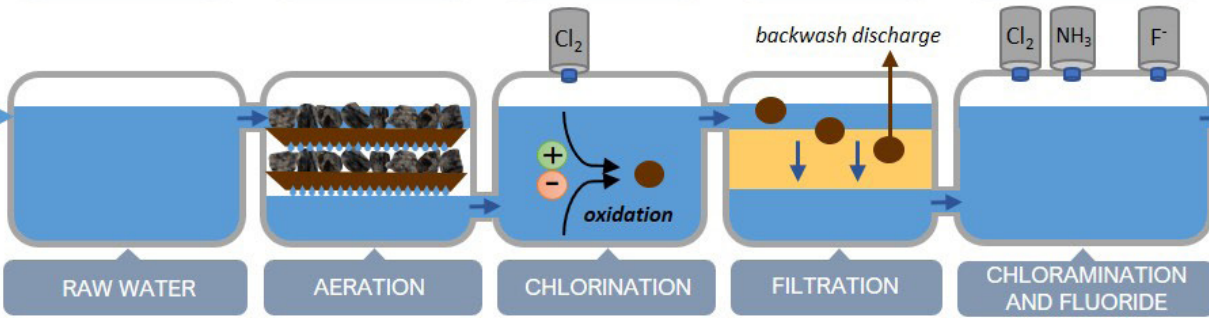 Cl₂
backwash discharge
Cl₂
NH₃
F⁻
+
−
oxidation
RAW WATER
AERATION
CHLORINATION
FILTRATION
CHLORAMINATION
AND FLUORIDE